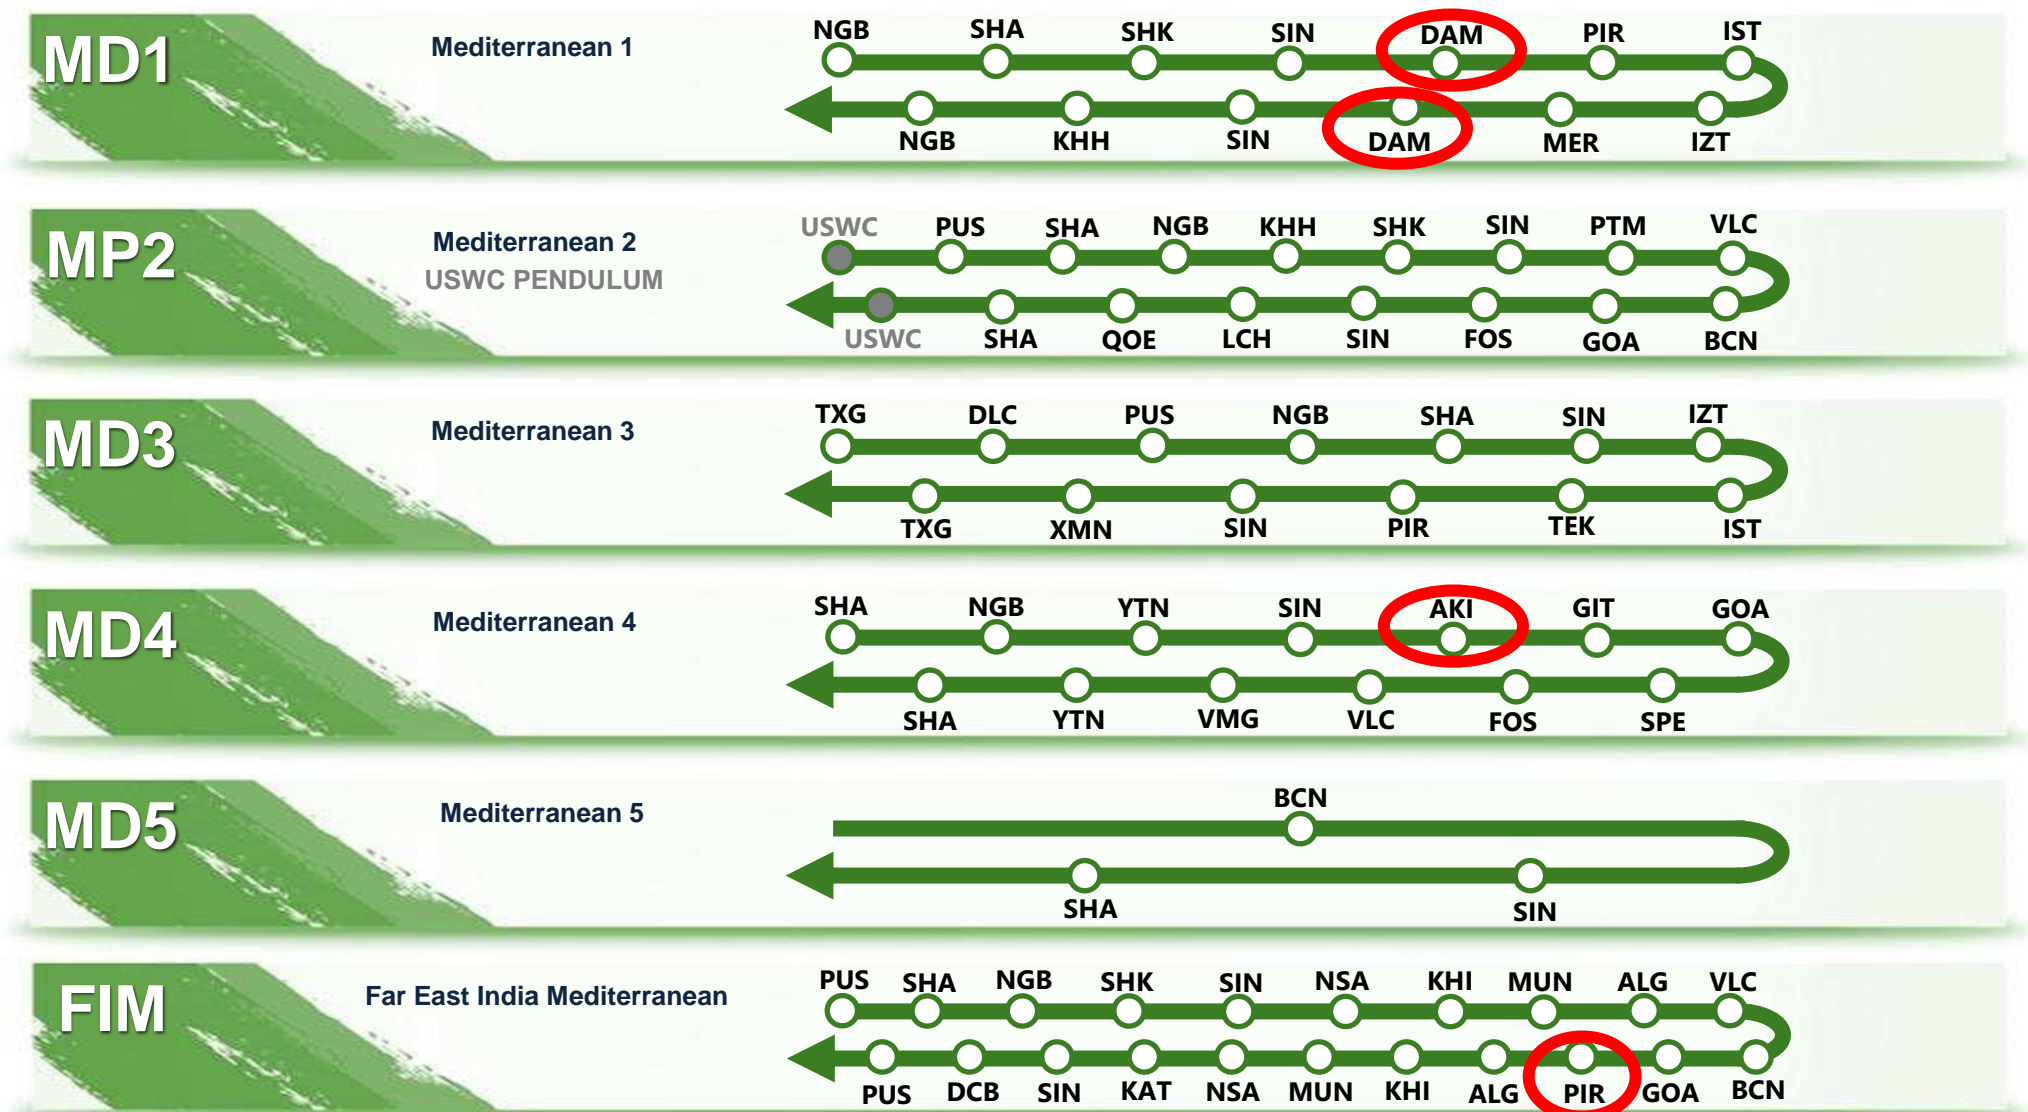 MD1
Mediterranean 1
NGB SHA SHK SIN DAM PIR IST
NGB KHH SIN DAM MER IZT
MP2
Mediterranean 2
USWC PENDULUM
USWC PUS SHA NGB KHH SHK SIN PTM VLC
USWC SHA QOE LCH SIN FOS GOA BCN
MD3
Mediterranean 3
TXG DLC PUS NGB SHA SIN IZT
TXG XMN SIN PIR TEK IST
MD4
Mediterranean 4
SHA NGB YTN SIN AKI GIT GOA
SHA YTN VMG VLC FOS SPE
MD5
Mediterranean 5
BCN
SHA SIN
FIM
Far East India Mediterranean
PUS SHA NGB SHK SIN NSA KHI MUN ALG VLC
PUS DCB SIN KAT NSA MUN KHI ALG PIR GOA BCN